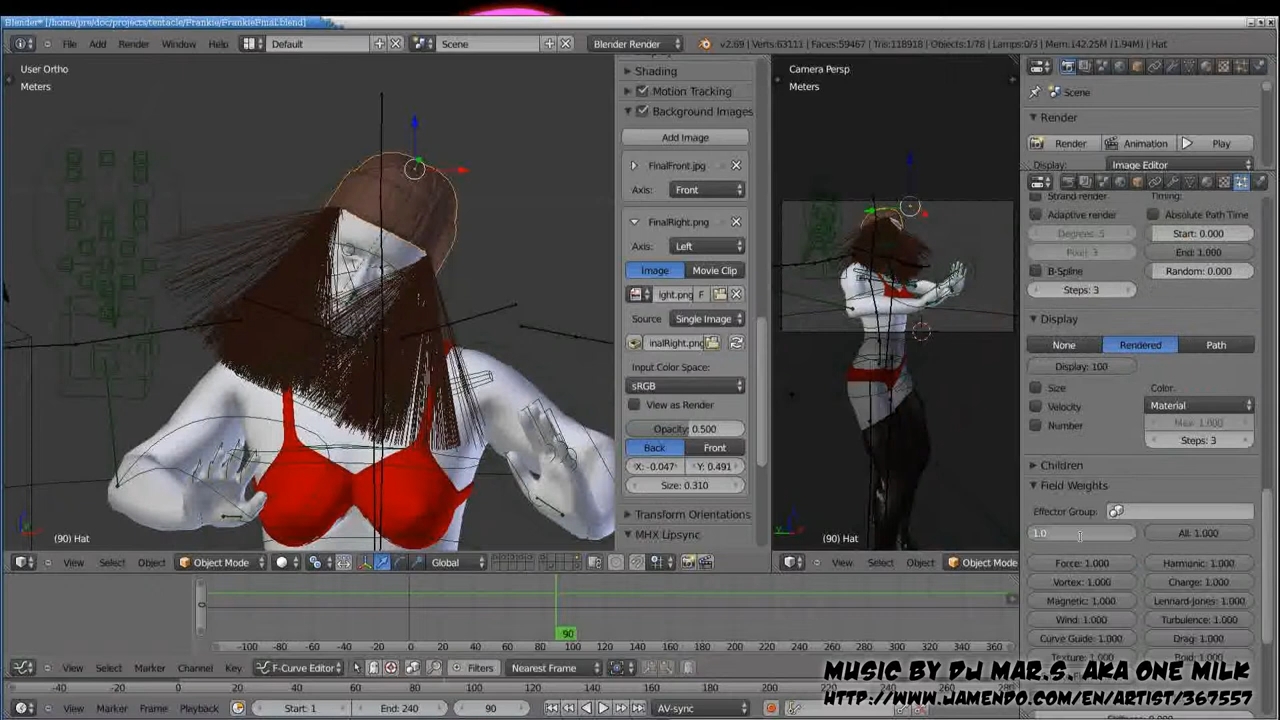 Blender* [/home/pre/doc/projects/tentacle/Frankie/FrankieFinal.blend]
File Add Render Window Help Default Scene Blender Render v2.69 | Verts:63111 | Faces:59467 | Tris:118918 | Objects:1/78 | Lamps:0/3 | Mem:142.25M (1.94M) | Hat
User Ortho
Meters
Shading
Motion Tracking
Background Images
Add Image
FinalFront.jpg
Axis: Front
FinalRight.png
Axis: Left
Image Movie Clip
ight.png F
Source Single Image
inalRight.png
Input Color Space:
sRGB
View as Render
Opacity: 0.500
Back Front
X: -0.047 Y: 0.491
Size: 0.310
Transform Orientations
MHX Lipsync
Camera Persp
Meters
(90) Hat
(90) Hat
Scene
Render
Render Animation Play
Display: Image Editor
Strand render Timing:
Adaptive render Absolute Path Time
Degrees: 5 Start: 0.000
Pixel: 3 End: 1.000
B-Spline Random: 0.000
Steps: 3
Display
None Rendered Path
Display: 100
Size Color:
Velocity Material
Number Max: 1.000
Steps: 3
Children
Field Weights
Effector Group:
1.0 All: 1.000
Force: 1.000 Harmonic: 1.000
Vortex: 1.000 Charge: 1.000
Magnetic: 1.000 Lennard-Jones: 1.000
Wind: 1.000 Turbulence: 1.000
Curve Guide: 1.000 Drag: 1.000
Texture: 1.000
View Select Object Object Mode Global
View Select Object Object Mode
90
-100 -80 -60 -40 -20 0 20 40 60 80 100 120 140 160 180 200 220 240 260 280 300 320 340 360
View Select Marker Channel Key F-Curve Editor Filters Nearest Frame
-40 -20 0 20 40 60 80 100 120 140 160 180 200
View Marker Frame Playback Start: 1 End: 240 90 AV-sync
MUSIC BY DJ MAR.S. AKA ONE MILK
HTTP://WWW.JAMENDO.COM/EN/ARTIST/367557